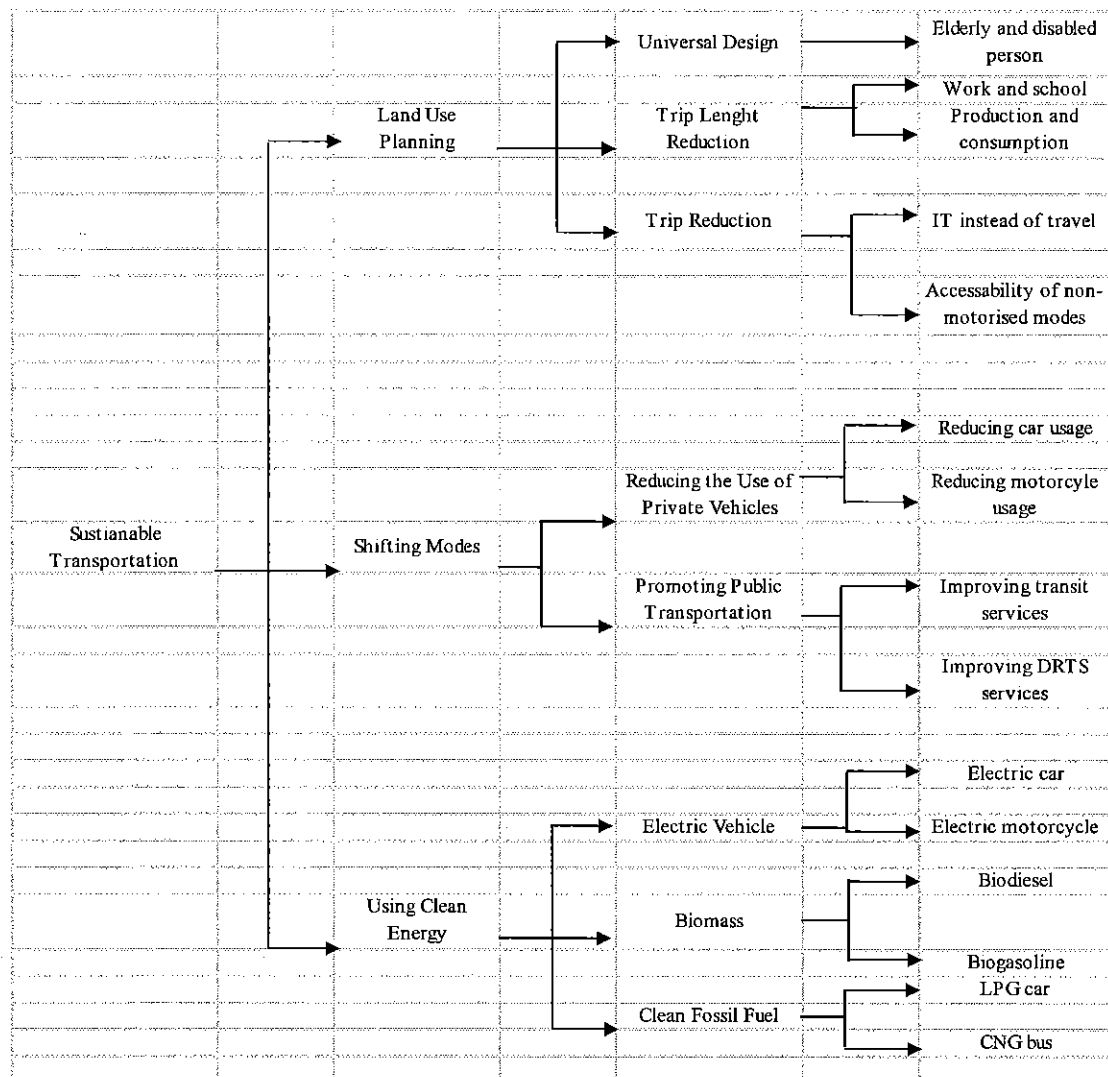 Universal Design
Elderly and disabled
person
Land Use
Planning
Trip Lenght
Reduction
Work and school
Production and
consumption
Trip Reduction
IT instead of travel
Accessability of non-
motorised modes
Sustianable
Transportation
Shifting Modes
Reducing the Use of
Private Vehicles
Reducing car usage
Reducing motorcyle
usage
Promoting Public
Transportation
Improving transit
services
Improving DRTS
services
Using Clean
Energy
Electric Vehicle
Electric car
Electric motorcycle
Biomass
Biodiesel
Biogasoline
Clean Fossil Fuel
LPG car
CNG bus